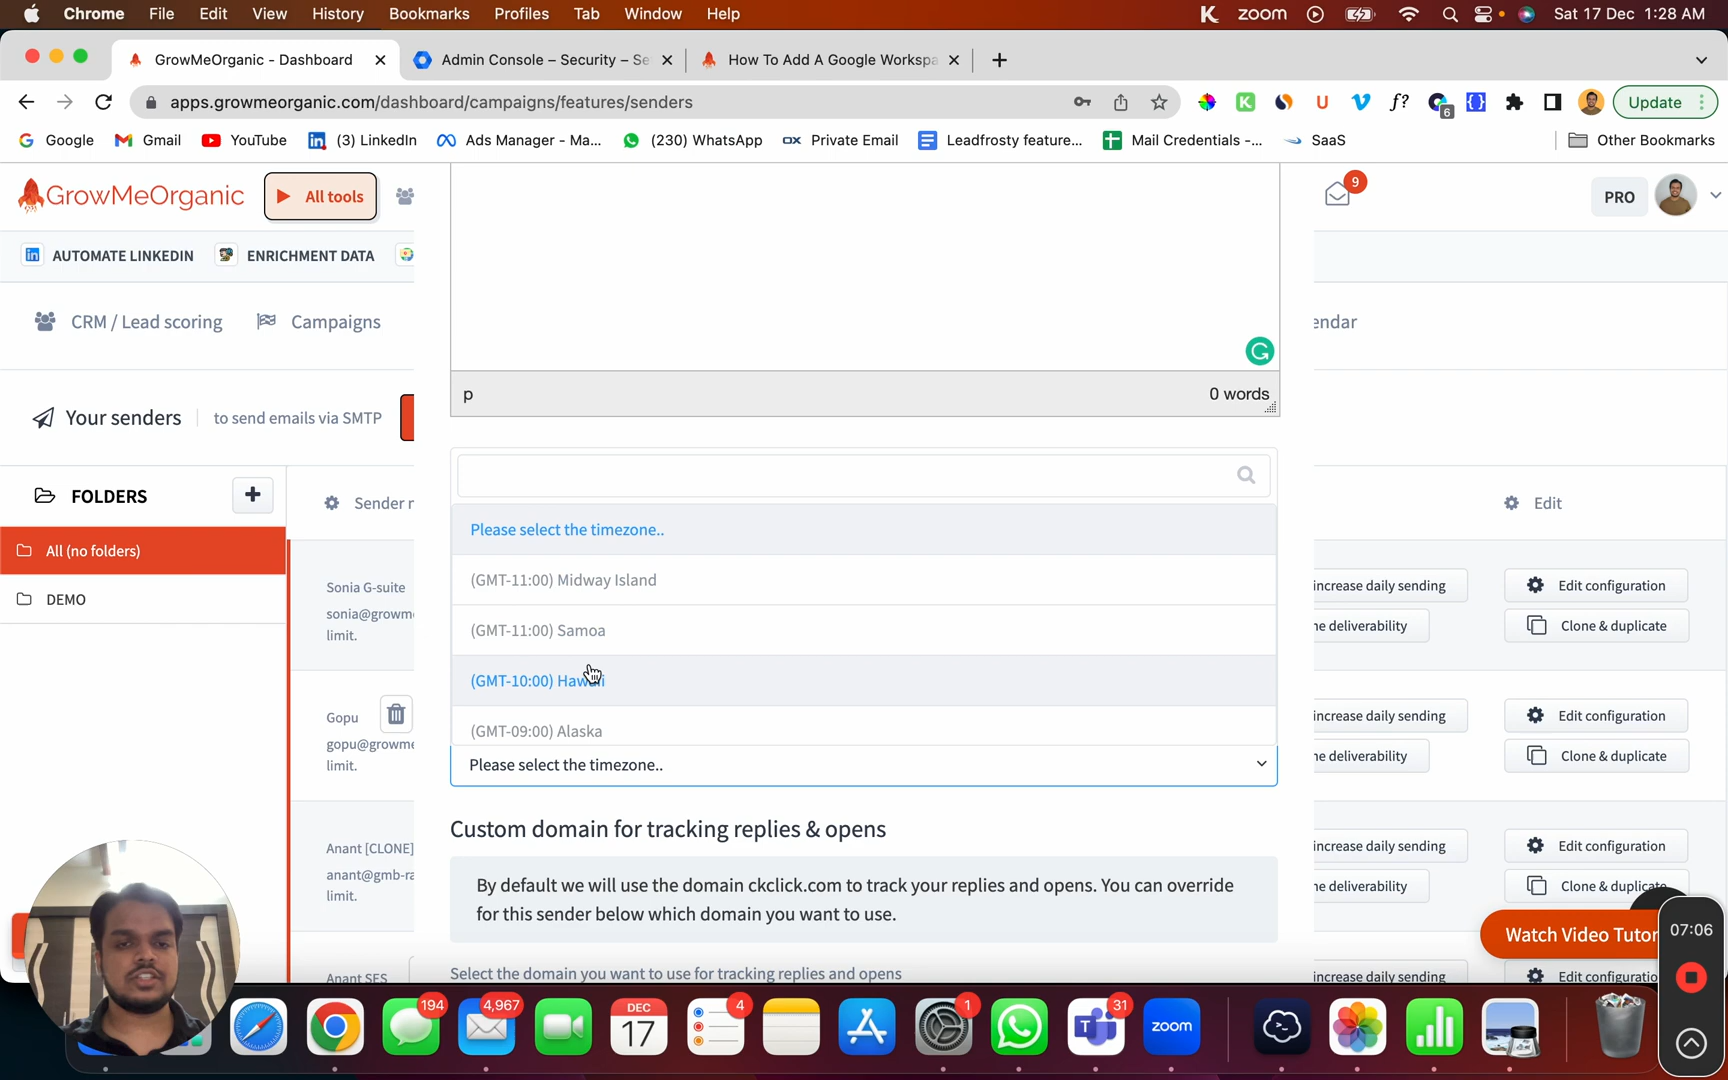 Chrome File Edit View History Bookmarks Profiles Tab Window Help zoom Sat 17 Dec 1:28 AM
GrowMeOrganic - Dashboard Admin Console – Security – Se How To Add A Google Workspa
apps.growmeorganic.com/dashboard/campaigns/features/senders 6 Update
Google Gmail YouTube (3) LinkedIn Ads Manager - Ma... (230) WhatsApp Private Email Leadfrosty feature... Mail Credentials -... SaaS Other Bookmarks
GrowMeOrganic All tools 9 PRO
AUTOMATE LINKEDIN ENRICHMENT DATA
CRM / Lead scoring Campaigns endar
p 0 words
Your senders to send emails via SMTP
FOLDERS Sender n Edit
Please select the timezone..
All (no folders)
(GMT-11:00) Midway Island
DEMO
(GMT-11:00) Samoa
(GMT-10:00) Hawaii
(GMT-09:00) Alaska
Please select the timezone..
Sonia G-suite
sonia@growme
limit.
increase daily sending Edit configuration
ne deliverability Clone & duplicate
Gopu
gopu@growme
limit.
increase daily sending Edit configuration
ne deliverability Clone & duplicate
Anant [CLONE]
anant@gmb-ra
limit.
increase daily sending Edit configuration
ne deliverability Clone & duplicate
Custom domain for tracking replies & opens
By default we will use the domain ckclick.com to track your replies and opens. You can override
for this sender below which domain you want to use.
Select the domain you want to use for tracking replies and opens
Anant SES
increase daily sending Edit configuratio
Watch Video Tutor
07:06
194 4,967 DEC 17 4 1 31 zoom